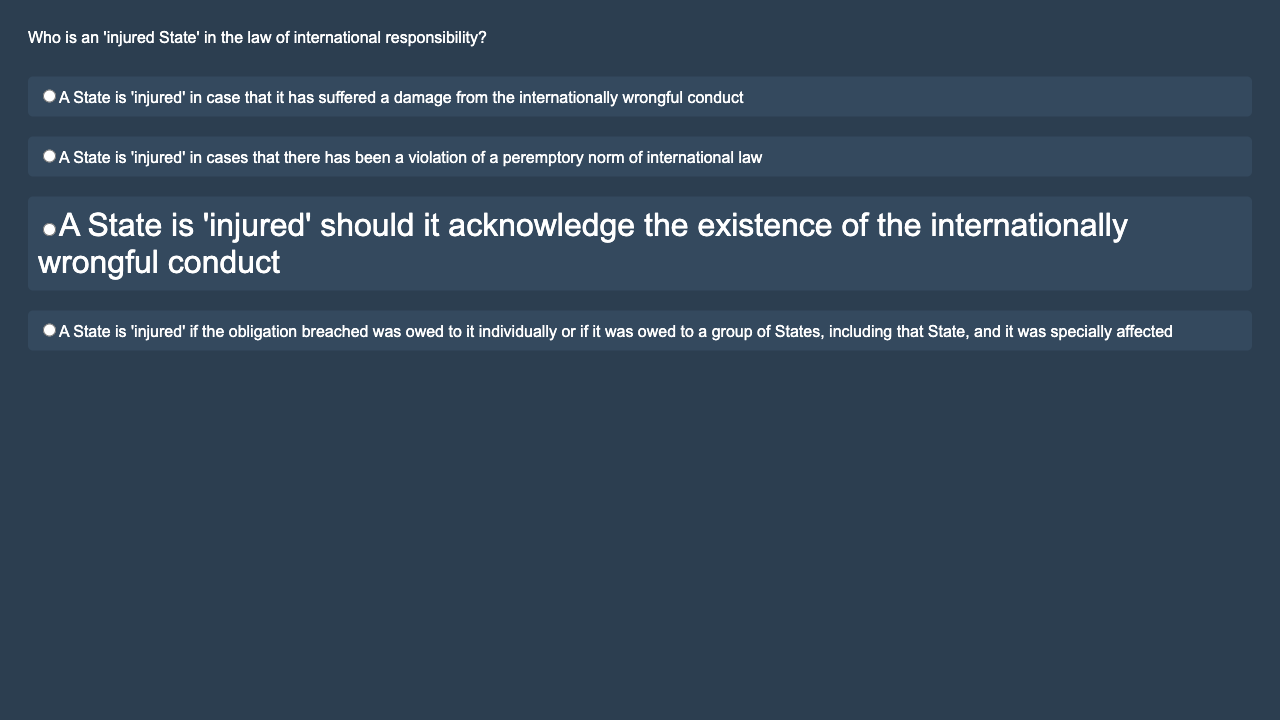 Who is an 'injured State' in the law of international responsibility?
A State is 'injured' in case that it has suffered a damage from the internationally wrongful conduct
A State is 'injured' in cases that there has been a violation of a peremptory norm of international law
A State is 'injured' should it acknowledge the existence of the internationally
wrongful conduct
A State is 'injured' if the obligation breached was owed to it individually or if it was owed to a group of States, including that State, and it was specially affected